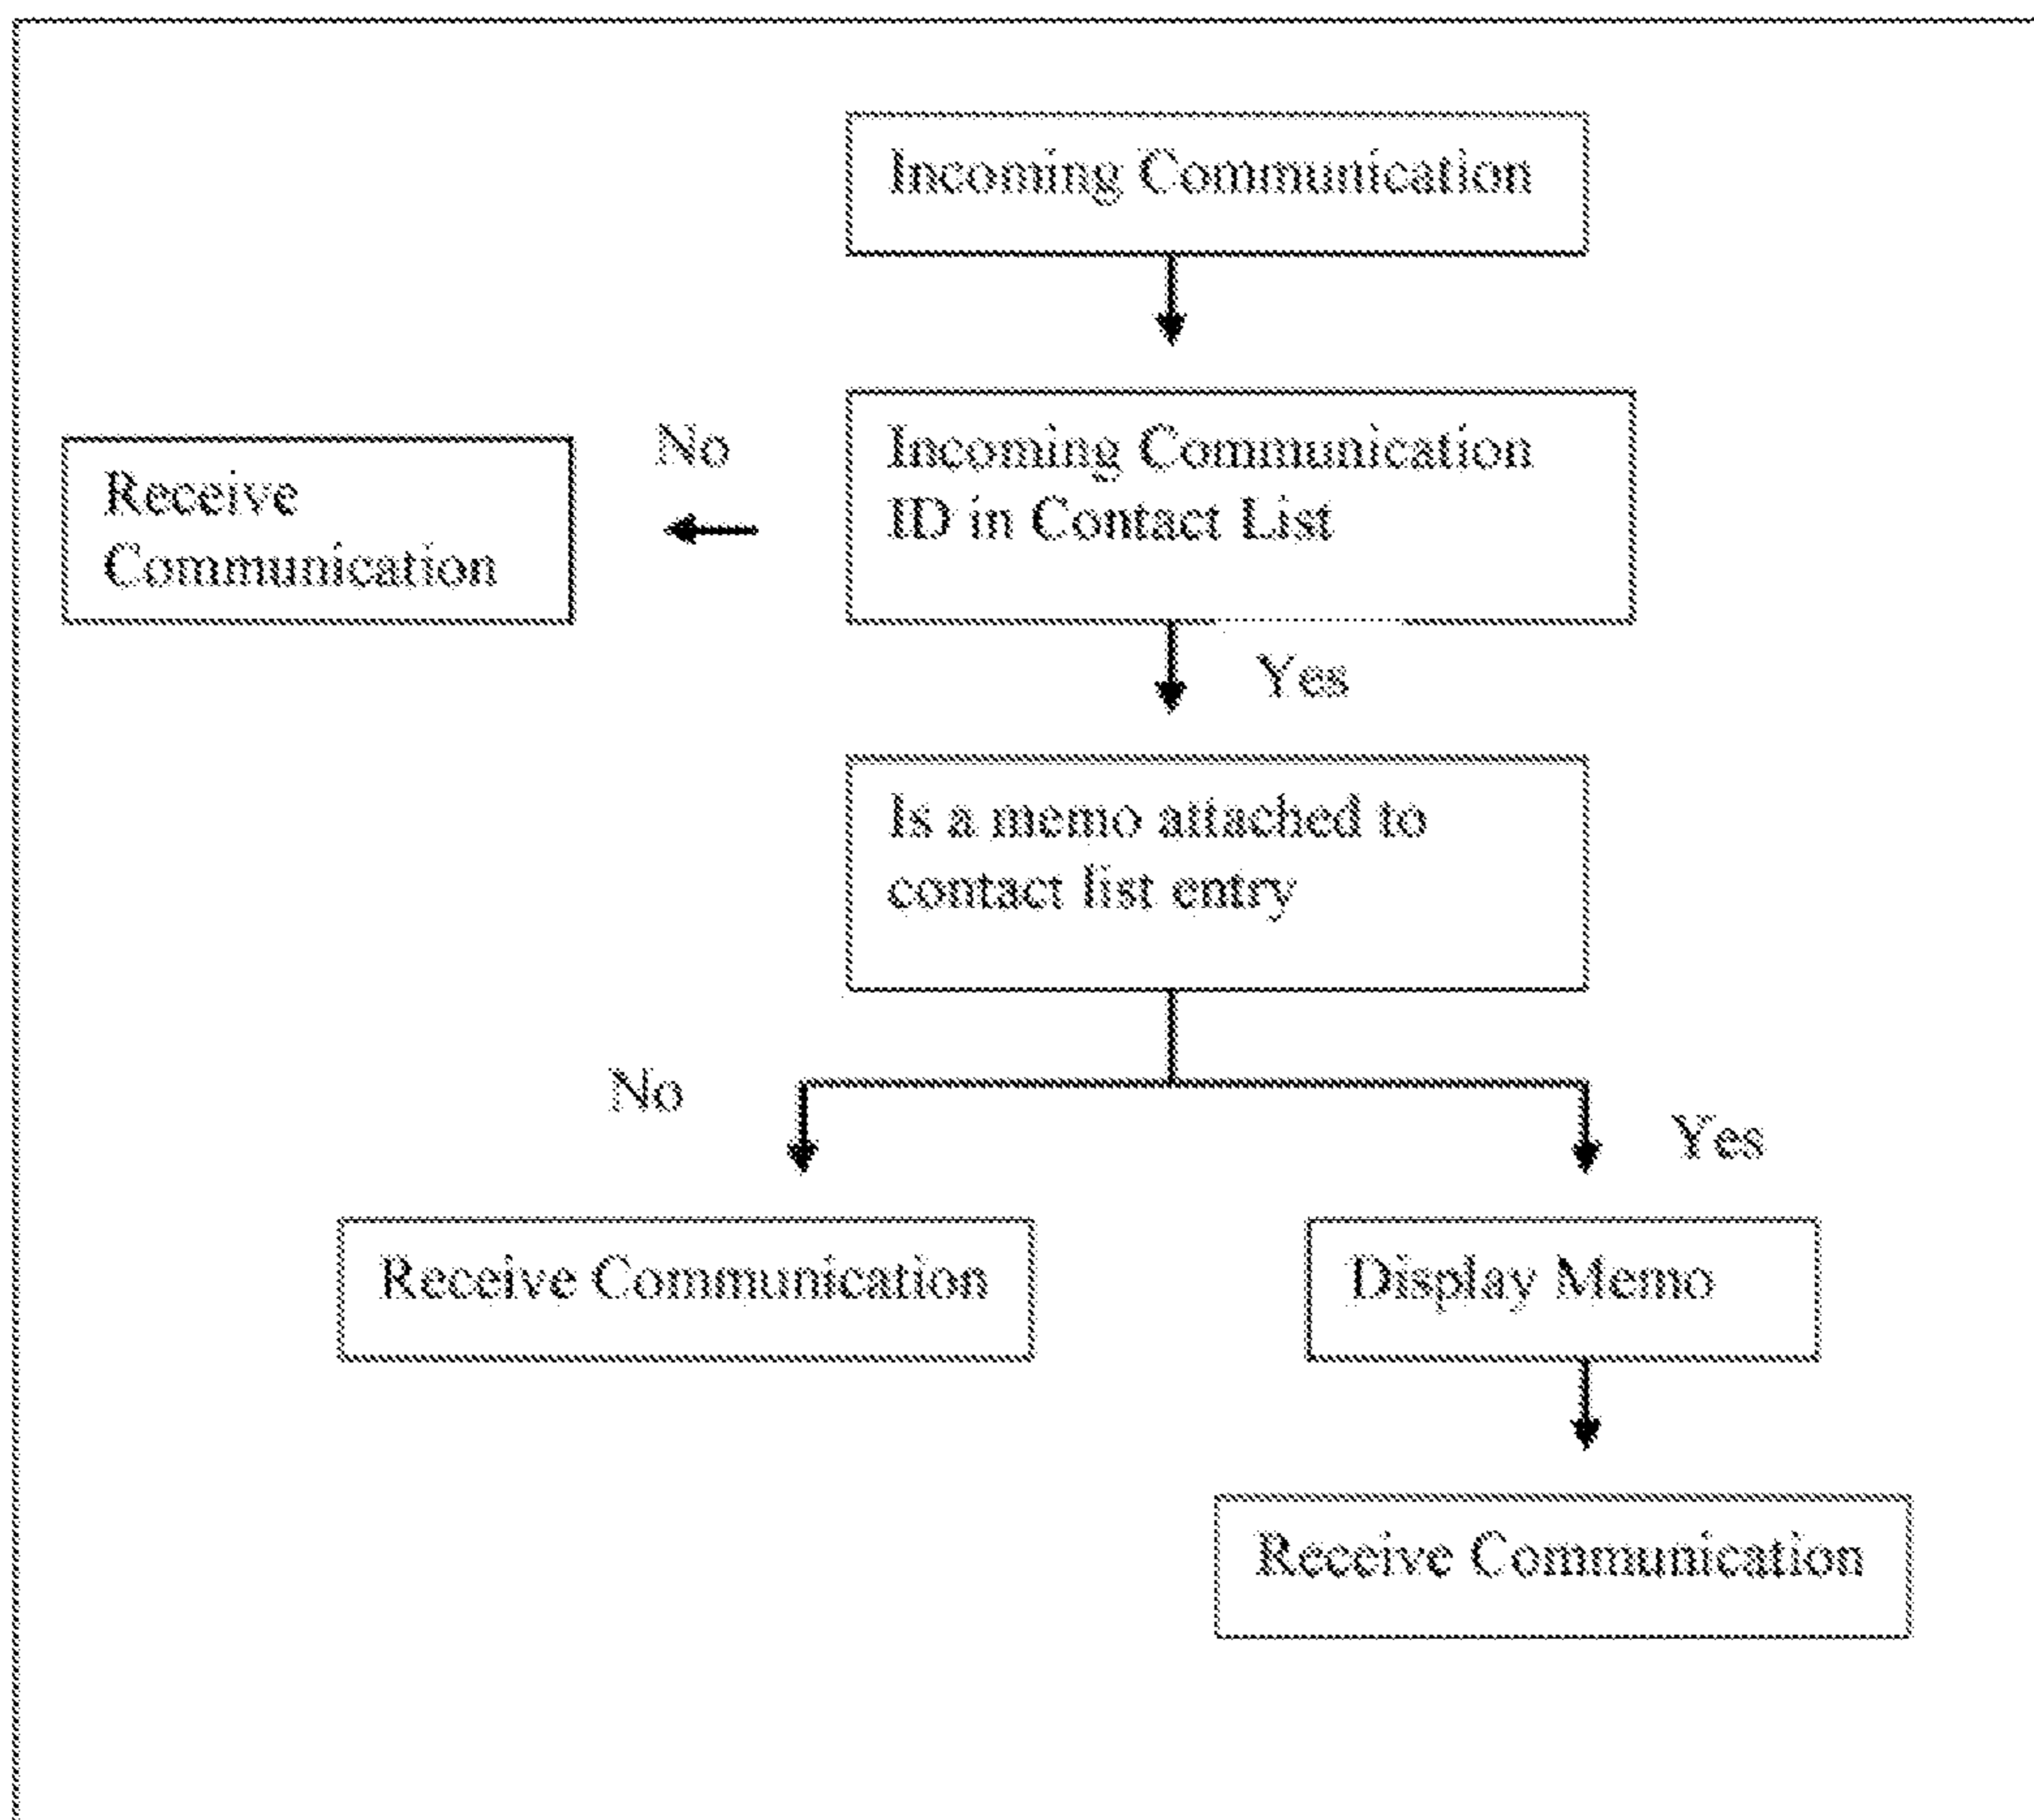 Incoming Communication
No
Incoming Communication
ID in Contact List
Receive
Communication
Yes
Is a memo attached to
contact list entry
No
Yes
Receive Communication
Display Memo
Receive Communication